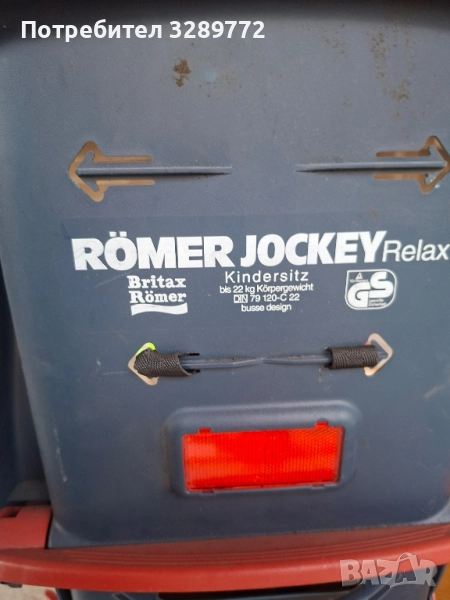 Потребител 3289772
RÖMER JOCKEY Relax
Britax
Römer
Kindersitz
bis 22 kg Körpergewicht
DIN 79 120-C 22
busse design
GS
BAZAR